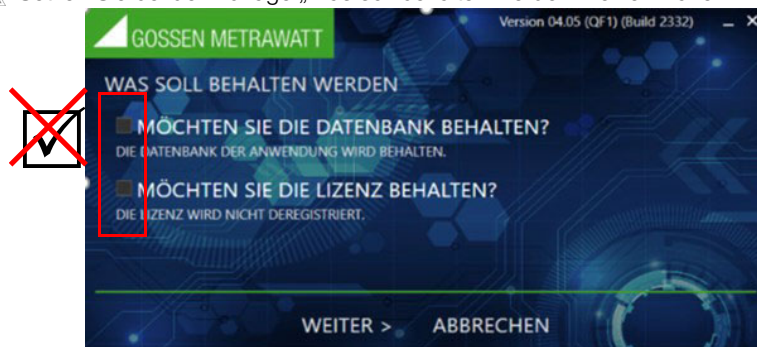 Version 04.05 (QF1) (Build 2332)
GOSSEN METRAWATT
WAS SOLL BEHALTEN WERDEN
MÖCHTEN SIE DIE DATENBANK BEHALTEN?
DIE DATENBANK DER ANWENDUNG WIRD BEHALTEN.
MÖCHTEN SIE DIE LIZENZ BEHALTEN?
DIE LIZENZ WIRD NICHT DEREGISTRIERT.
WEITER > ABBRECHEN